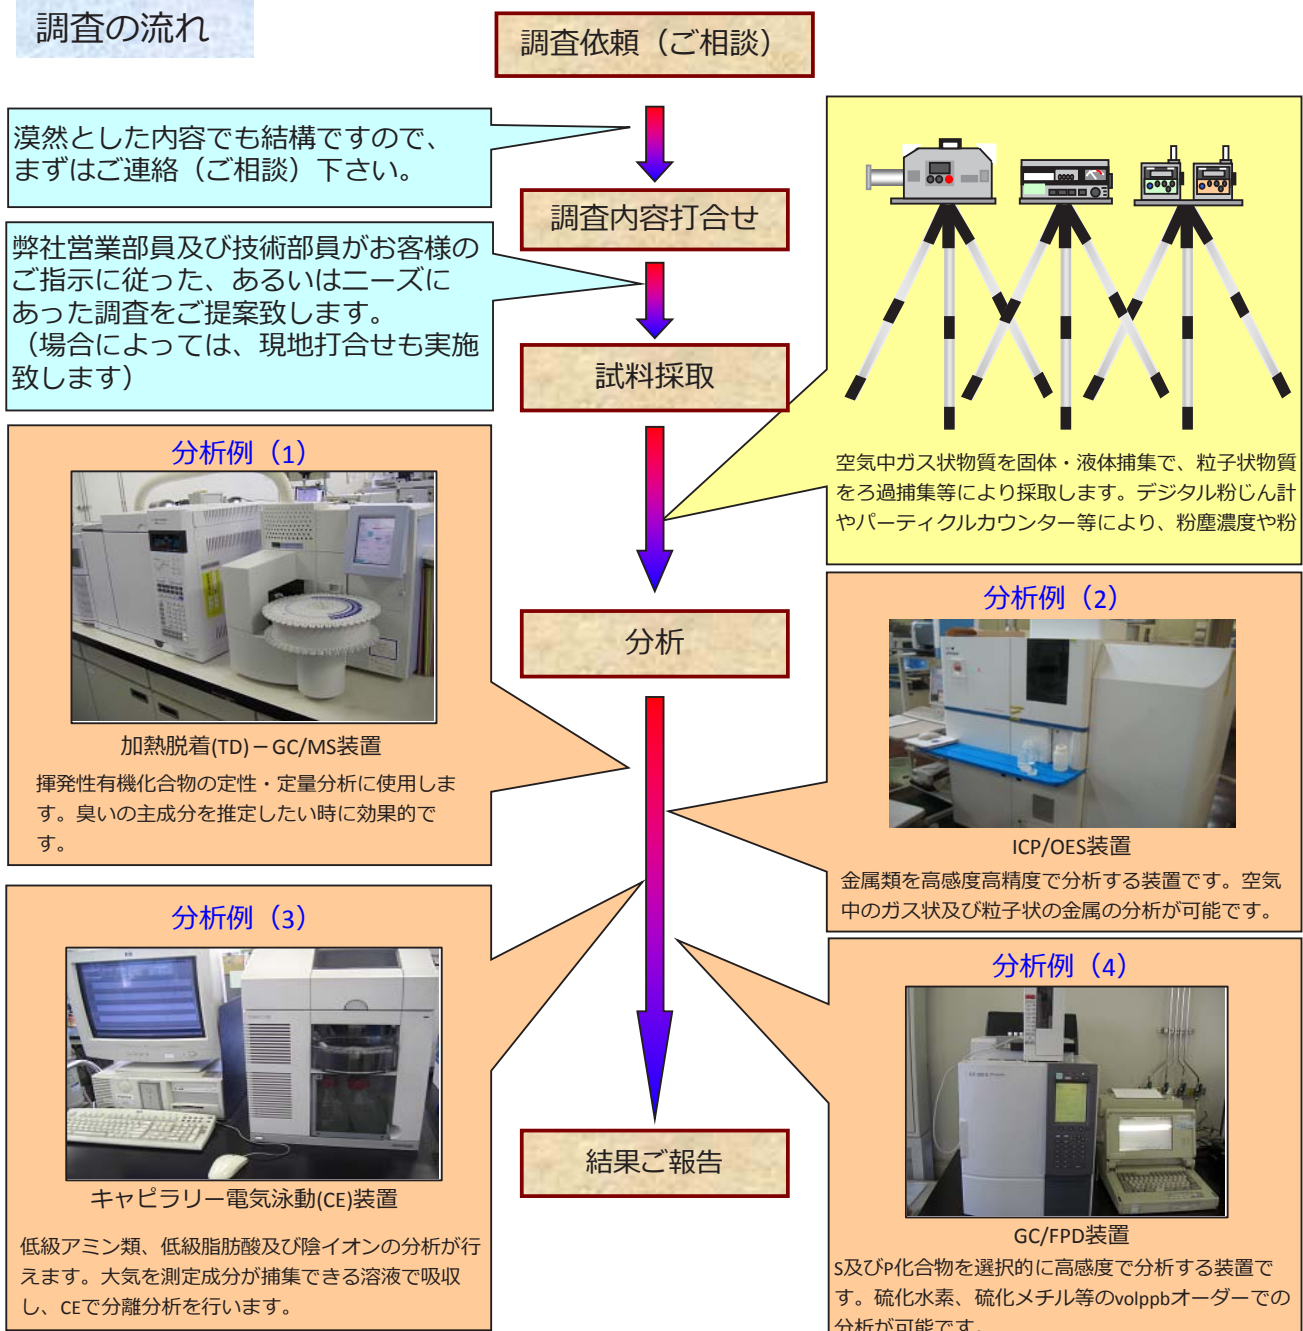 調査の流れ
調査依頼（ご相談）
漠然とした内容でも結構ですので、
まずはご連絡（ご相談）下さい。
調査内容打合せ
弊社営業部員及び技術部員がお客様の
ご指示に従った、あるいはニーズに
あった調査をご提案致します。
（場合によっては、現地打合せも実施
致します）
試料採取
空気中ガス状物質を固体・液体捕集で、粒子状物質
をろ過捕集等により採取します。デジタル粉じん計
やパーティクルカウンター等により、粉塵濃度や粉
分析
分析例（1）
加熱脱着(TD)－GC/MS装置
揮発性有機化合物の定性・定量分析に使用しま
す。臭いの主成分を推定したい時に効果的で
す。
分析例（2）
ICP/OES装置
金属類を高感度高精度で分析する装置です。空気
中のガス状及び粒子状の金属の分析が可能です。
分析例（3）
キャピラリー電気泳動(CE)装置
低級アミン類、低級脂肪酸及び陰イオンの分析が行
えます。大気を測定成分が捕集できる溶液で吸収
し、CEで分離分析を行います。
分析例（4）
GC/FPD装置
S及びP化合物を選択的に高感度で分析する装置で
す。硫化水素、硫化メチル等のvolppbオーダーでの
分析が可能です。
結果ご報告